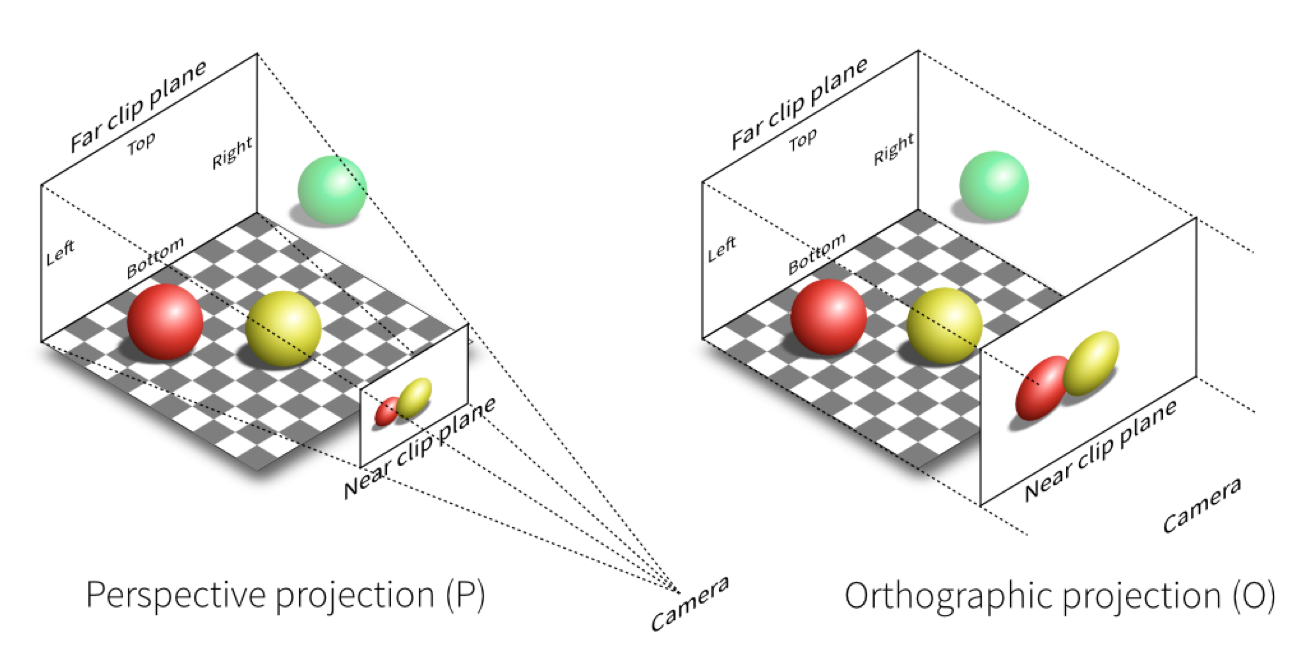 Far clip plane
Top
Right
Left
Bottom
Near clip plane
Camera
Perspective projection (P)
Far clip plane
Top
Right
Left
Bottom
Near clip plane
Camera
Orthographic projection (O)